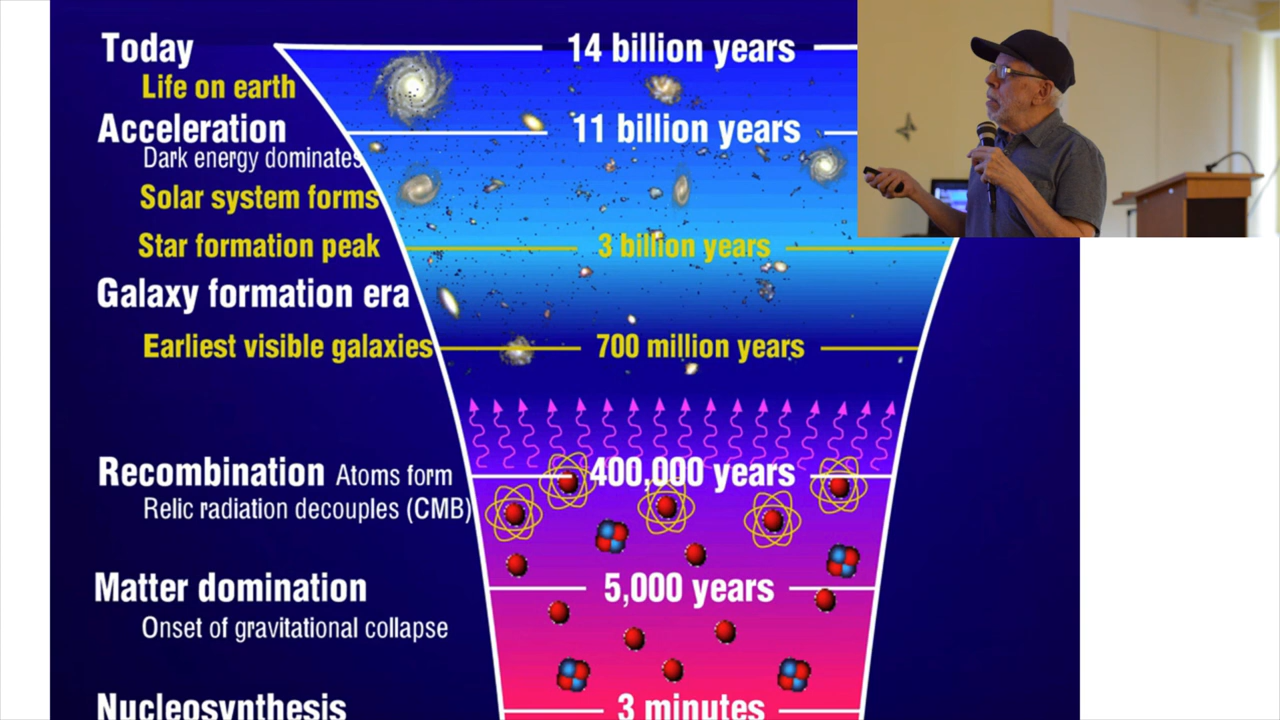 Today 14 billion years
Life on earth
Acceleration 11 billion years
Dark energy dominates
Solar system forms
Star formation peak 3 billion years
Galaxy formation era
Earliest visible galaxies 700 million years
Recombination Atoms form 400,000 years
Relic radiation decouples (CMB)
Matter domination 5,000 years
Onset of gravitational collapse
Nucleosynthesis 3 minutes